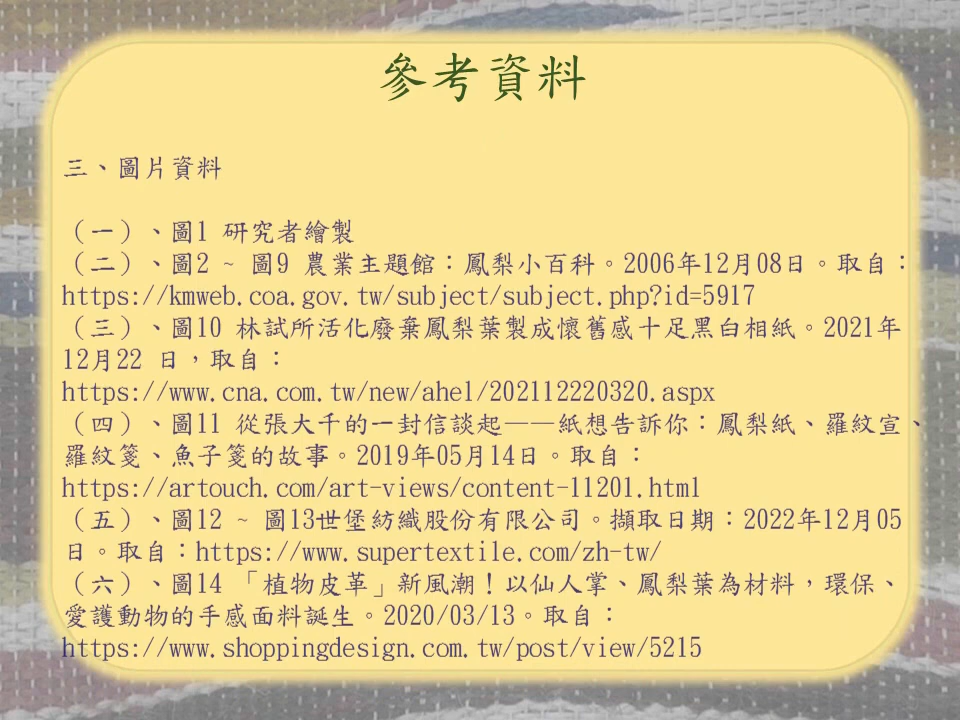 參考資料
三、圖片資料
（一）、圖1 研究者繪製
（二）、圖2 ~ 圖9 農業主題館：鳳梨小百科。2006年12月08日。取自：
https://kmweb.coa.gov.tw/subject/subject.php?id=5917
（三）、圖10 林試所活化廢棄鳳梨葉製成懷舊感十足黑白相紙。2021年
12月22 日，取自：
https://www.cna.com.tw/new/ahel/202112220320.aspx
（四）、圖11 從張大千的一封信談起——紙想告訴你：鳳梨紙、羅紋宣、
羅紋箋、魚子箋的故事。2019年05月14日。取自：
https://artouch.com/art-views/content-11201.html
（五）、圖12 ~ 圖13世堡紡織股份有限公司。擷取日期：2022年12月05
日。取自：https://www.supertextile.com/zh-tw/
（六）、圖14 「植物皮革」新風潮！以仙人掌、鳳梨葉為材料，環保、
愛護動物的手感面料誕生。2020/03/13。取自：
https://www.shoppingdesign.com.tw/post/view/5215